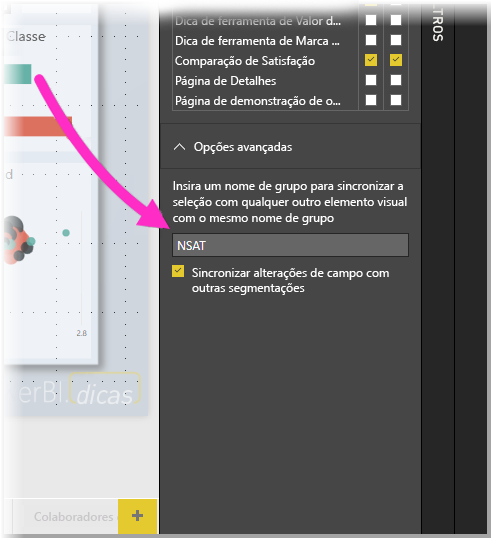 Classe
d
2.8
erBI.dicas
Colaboradores
+
Dica de ferramenta de Valor d...
Dica de ferramenta de Marca ...
Comparação de Satisfação
Página de Detalhes
Página de demonstração de o...
Opções avançadas
Insira um nome de grupo para sincronizar a
seleção com qualquer outro elemento visual
com o mesmo nome de grupo
NSAT
Sincronizar alterações de campo com
outras segmentações
TROS